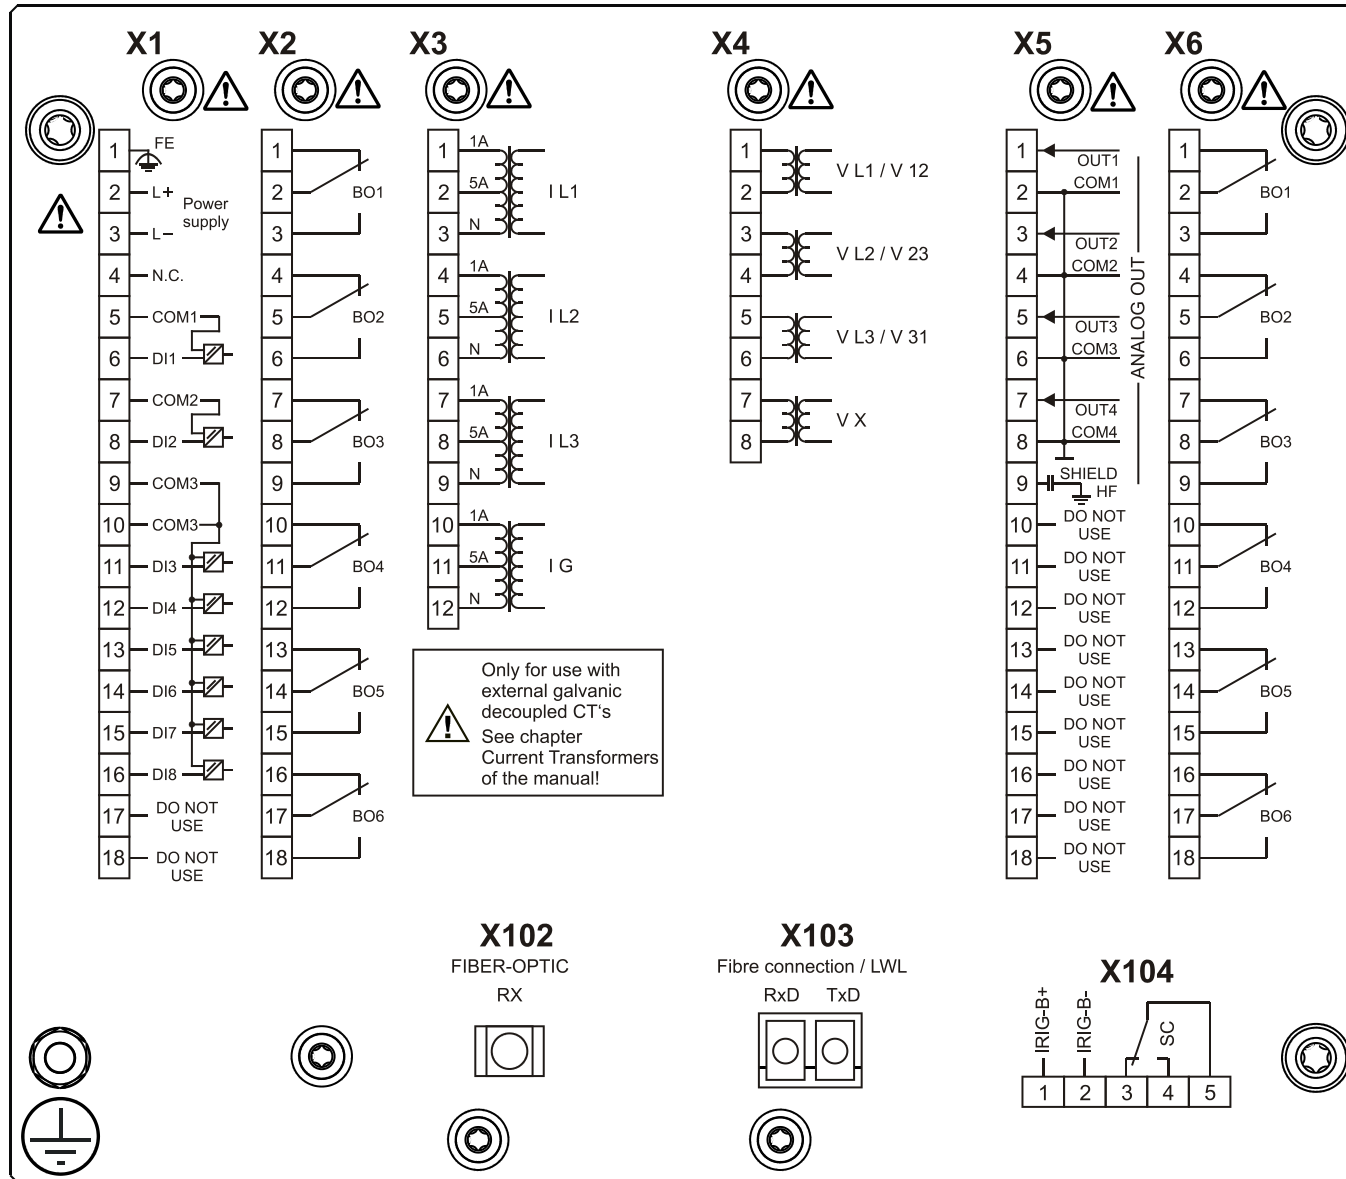 X1
X2
X3
X4
X5
X6
1
FE
2
L+
Power
supply
3
L–
4
N.C.
5
COM1
6
DI1
7
COM2
8
DI2
9
COM3
10
COM3
11
DI3
12
DI4
13
DI5
14
DI6
15
DI7
16
DI8
17
DO NOT
USE
18
DO NOT
USE
1
2
BO1
3
4
5
BO2
6
7
8
BO3
9
10
11
BO4
12
13
14
BO5
15
16
17
BO6
18
1
1A
2
5A
I L1
3
N
4
1A
5
5A
I L2
6
N
7
1A
8
5A
I L3
9
N
10
1A
11
5A
I G
12
N
Only for use with
external galvanic
decoupled CT‘s
See chapter
Current Transformers
of the manual!
1
V L1 / V 12
2
3
V L2 / V 23
4
5
V L3 / V 31
6
7
V X
8
1
OUT1
2
COM1
3
OUT2
4
COM2
5
OUT3
6
COM3
7
OUT4
8
COM4
ANALOG OUT
9
SHIELD
HF
10
DO NOT
USE
11
DO NOT
USE
12
DO NOT
USE
13
DO NOT
USE
14
DO NOT
USE
15
DO NOT
USE
16
DO NOT
USE
17
DO NOT
USE
18
DO NOT
USE
1
2
BO1
3
4
5
BO2
6
7
8
BO3
9
10
11
BO4
12
13
14
BO5
15
16
17
BO6
18
X102
FIBER-OPTIC
RX
X103
Fibre connection / LWL
RxD TxD
X104
IRIG-B+
IRIG-B-
SC
1 2 3 4 5